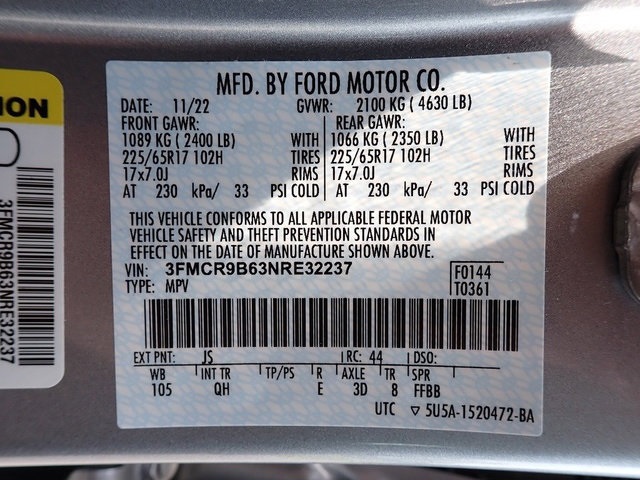 MFD. BY FORD MOTOR CO.
DATE: 11/22 GVWR: 2100 KG ( 4630 LB)
FRONT GAWR: REAR GAWR:
1089 KG ( 2400 LB) WITH 1066 KG ( 2350 LB) WITH
225/65R17 102H TIRES 225/65R17 102H TIRES
17x7.0J RIMS 17x7.0J RIMS
AT 230 kPa/ 33 PSI COLD AT 230 kPa/ 33 PSI COLD
THIS VEHICLE CONFORMS TO ALL APPLICABLE FEDERAL MOTOR
VEHICLE SAFETY AND THEFT PREVENTION STANDARDS IN
EFFECT ON THE DATE OF MANUFACTURE SHOWN ABOVE.
VIN: 3FMCR9B63NRE32237
TYPE: MPV
F0144
T0361
EXT PNT: JS RC: 44 DSO:
WB INT TR TP/PS R AXLE TR SPR
105 QH E 3D 8 FFBB
UTC ▽ 5U5A-1520472-BA
ION
3FMCR9B63NRE32237